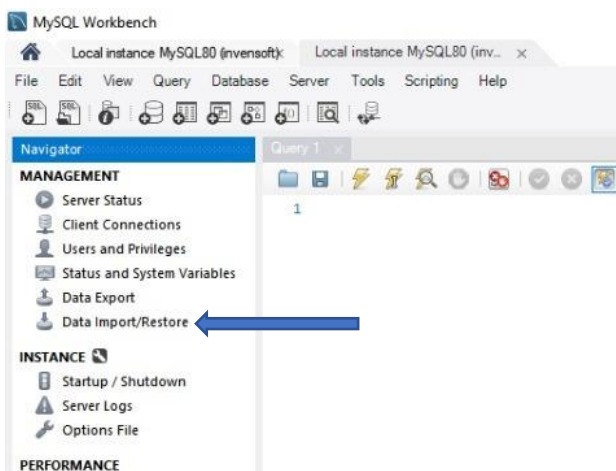 MySQL Workbench
Local instance MySQL80 (invensoft) x Local instance MySQL80 (inv... x
File Edit View Query Database Server Tools Scripting Help
Navigator
Query 1 x
MANAGEMENT
Server Status
1
Client Connections
Users and Privileges
Status and System Variables
Data Export
Data Import/Restore
INSTANCE
Startup / Shutdown
Server Logs
Options File
PERFORMANCE